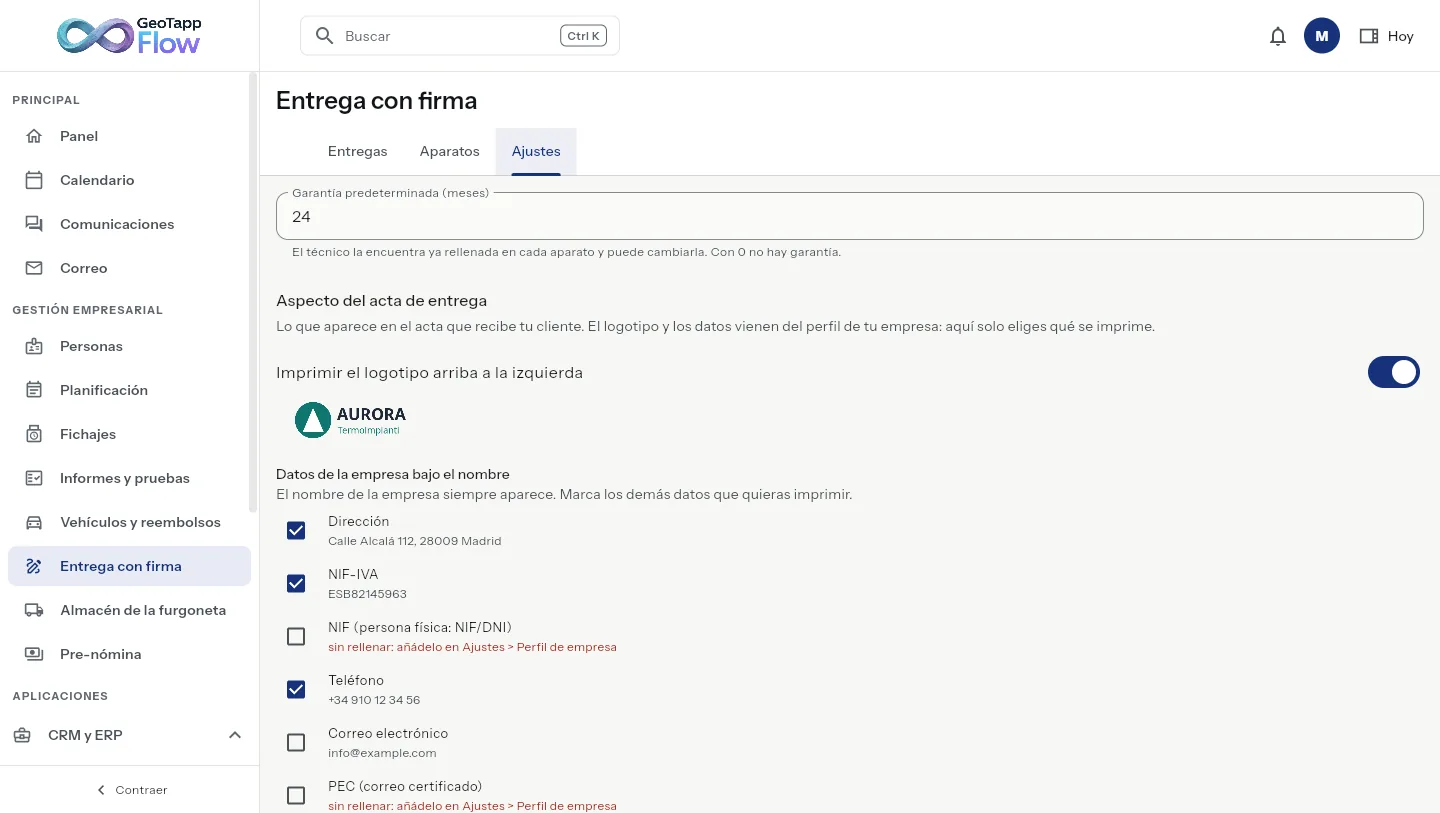 GeoTapp
Flow
Buscar
Ctrl K
M
Hoy
PRINCIPAL
Panel
Calendario
Comunicaciones
Correo
GESTIÓN EMPRESARIAL
Personas
Planificación
Fichajes
Informes y pruebas
Vehículos y reembolsos
Entrega con firma
Almacén de la furgoneta
Pre-nómina
APLICACIONES
CRM y ERP
Contraer
Entrega con firma
Entregas
Aparatos
Ajustes
Garantía predeterminada (meses)
24
El técnico la encuentra ya rellenada en cada aparato y puede cambiarla. Con 0 no hay garantía.
Aspecto del acta de entrega
Lo que aparece en el acta que recibe tu cliente. El logotipo y los datos vienen del perfil de tu empresa: aquí solo eliges qué se imprime.
Imprimir el logotipo arriba a la izquierda
AURORA
Termoimpianti
Datos de la empresa bajo el nombre
El nombre de la empresa siempre aparece. Marca los demás datos que quieras imprimir.
Dirección
Calle Alcalá 112, 28009 Madrid
NIF-IVA
ESB82145963
NIF (persona física: NIF/DNI)
sin rellenar: añádelo en Ajustes > Perfil de empresa
Teléfono
+34 910 12 34 56
Correo electrónico
info@example.com
PEC (correo certificado)
sin rellenar: añádelo en Ajustes > Perfil de empresa